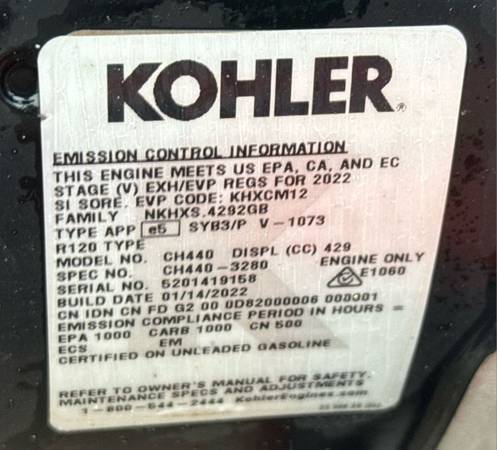 KOHLER®
EMISSION CONTROL INFORMATION
THIS ENGINE MEETS US EPA, CA, AND EC
STAGE (V) EXH/EVP REGS FOR 2022
SI SORE, EVP CODE: KHXCM12
FAMILY NKHXS.4292GB
TYPE APP e5 SYB3/P V-1073
R120 TYPE
MODEL NO. CH440 DISPL (CC) 429
SPEC NO. CH440-3280 ENGINE ONLY
SERIAL NO. 5201419158 E1060
BUILD DATE 01/14/2022
CN IDN CN FD G2 00 0D82000006 000001
EMISSION COMPLIANCE PERIOD IN HOURS =
EPA 1000 CARB 1000 CN 500
ECS EM
CERTIFIED ON UNLEADED GASOLINE
REFER TO OWNER'S MANUAL FOR SAFETY,
MAINTENANCE SPECS AND ADJUSTMENTS
1-800-544-2444 KohlerEngines.com